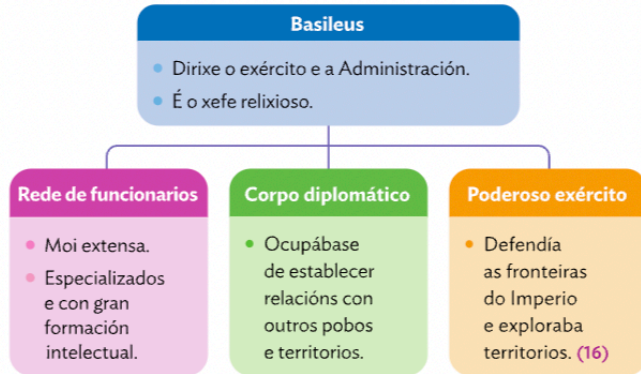 Basileus
Dirixe o exército e a Administración.
É o xefe relixioso.
Rede de funcionarios
Moi extensa.
Especializados
e con gran
formación
intelectual.
Corpo diplomático
Ocupábase
de establecer
relacións con
outros pobos
e territorios.
Poderoso exército
Defendía
as fronteiras
do Imperio
e exploraba
territorios. (16)